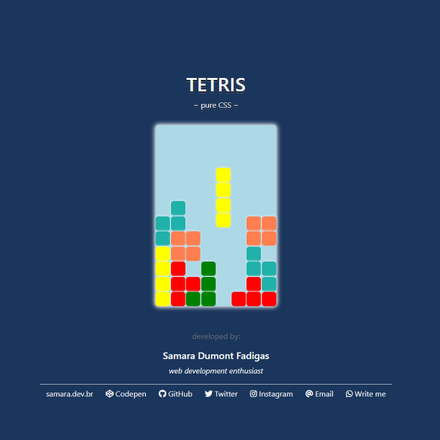 TETRIS
~ pure CSS ~
developed by:
Samara Dumont Fadigas
web development enthusiast
samara.dev.br Codepen GitHub Twitter Instagram Email Write me